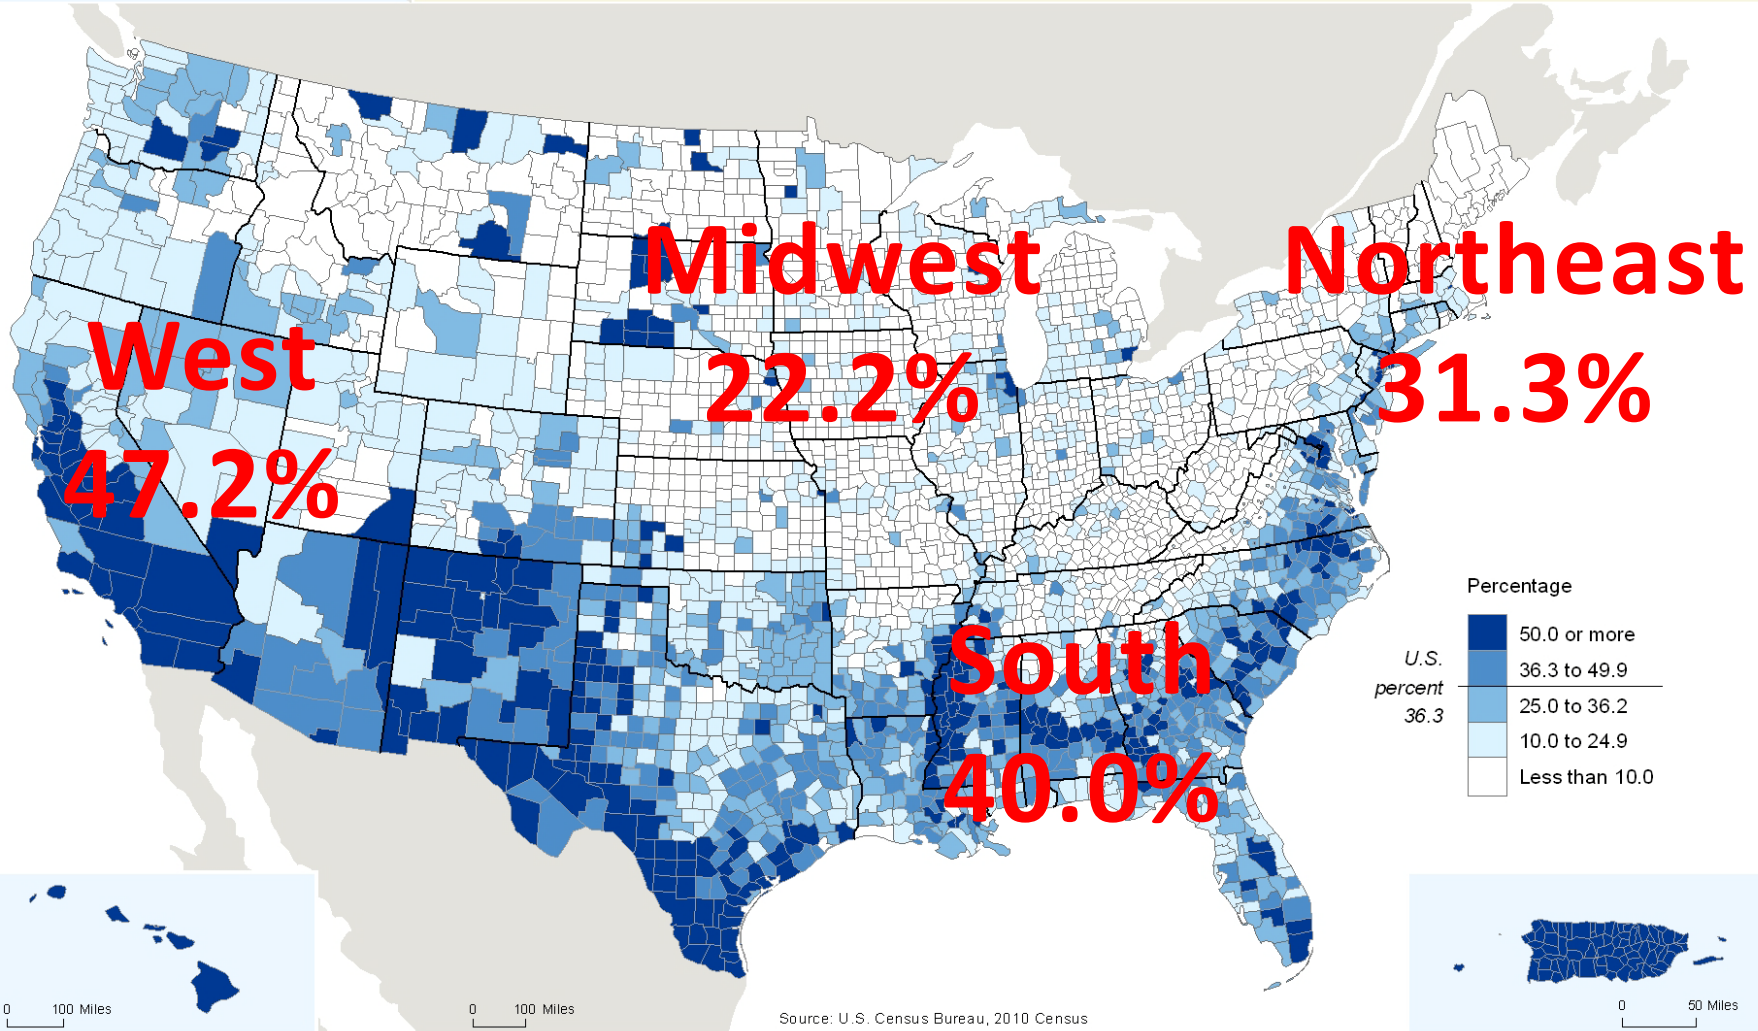 Midwest
22.2%
Northeast
31.3%
West
47.2%
South
40.0%
Percentage
50.0 or more
36.3 to 49.9
25.0 to 36.2
10.0 to 24.9
Less than 10.0
U.S.
percent
36.3
0 100 Miles
0 100 Miles
Source: U.S. Census Bureau, 2010 Census
0 50 Miles